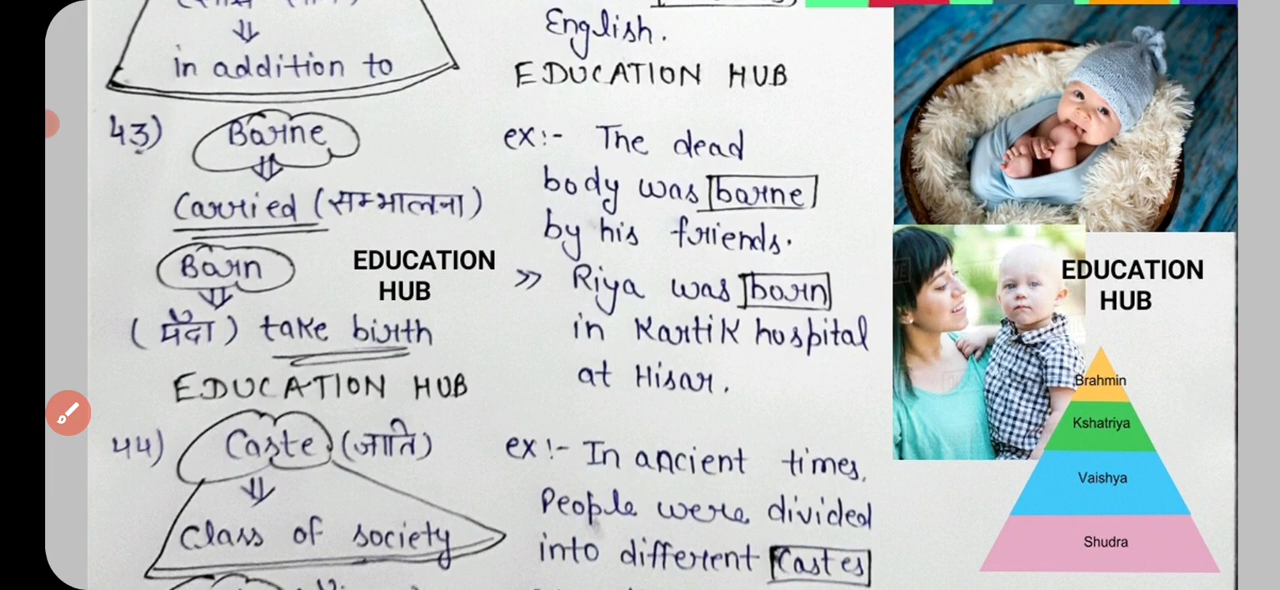 in addition to
English.
EDUCATION HUB
43) Borne
Carried (सम्भालना)
Born
(पैदा) take birth
EDUCATION HUB
ex:- The dead
body was borne
by his friends.
» Riya was born
in Kartik hospital
at Hisar.
EDUCATION
HUB
44) Caste (जाति)
class of society
ex:- In ancient times,
People were divided
into different Castes
EDUCATION
HUB
Brahmin
Kshatriya
Vaishya
Shudra